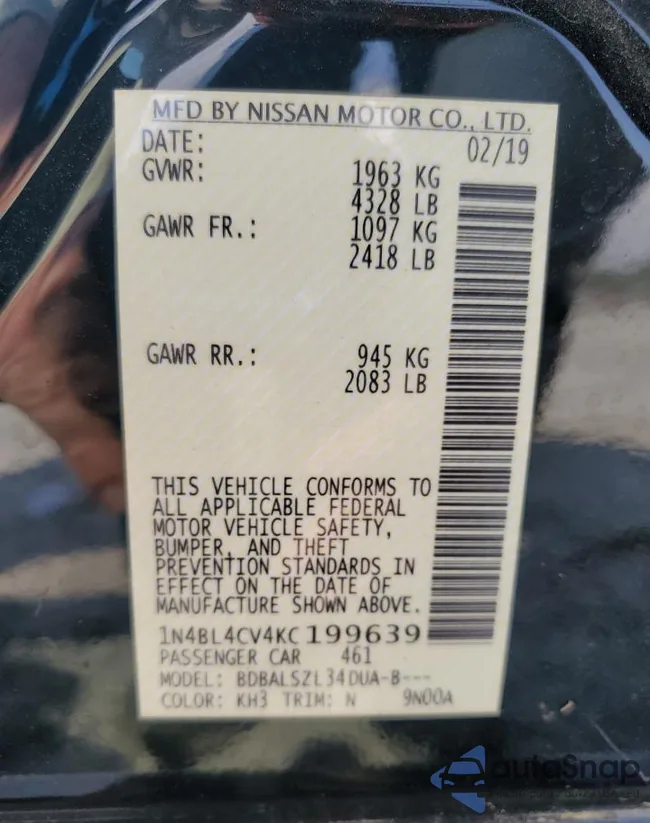 MFD BY NISSAN MOTOR CO., LTD.
DATE: 02/19
GVWR: 1963 KG
4328 LB
GAWR FR.: 1097 KG
2418 LB
GAWR RR.: 945 KG
2083 LB
THIS VEHICLE CONFORMS TO
ALL APPLICABLE FEDERAL
MOTOR VEHICLE SAFETY,
BUMPER, AND THEFT
PREVENTION STANDARDS IN
EFFECT ON THE DATE OF
MANUFACTURE SHOWN ABOVE.
1N4BL4CV4KC199639
PASSENGER CAR 461
MODEL: BDBALSZL34DUA-B---
COLOR: KH3 TRIM: N 9N00A
autoSnap